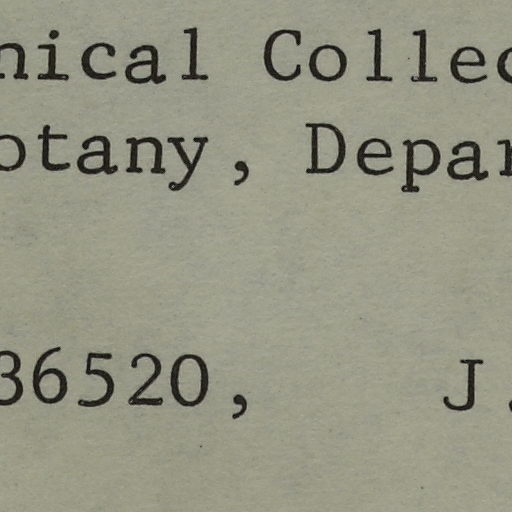 nical Collec
otany, Depar
36520, J.